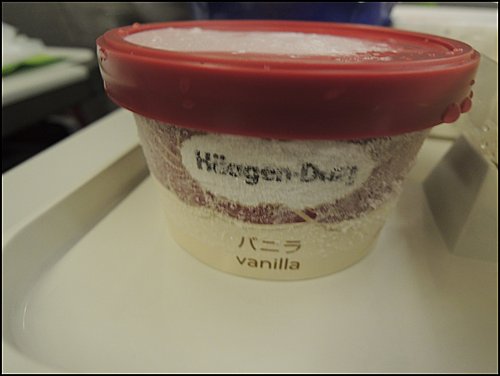 Häagen-Dazs
バニラ
vanilla